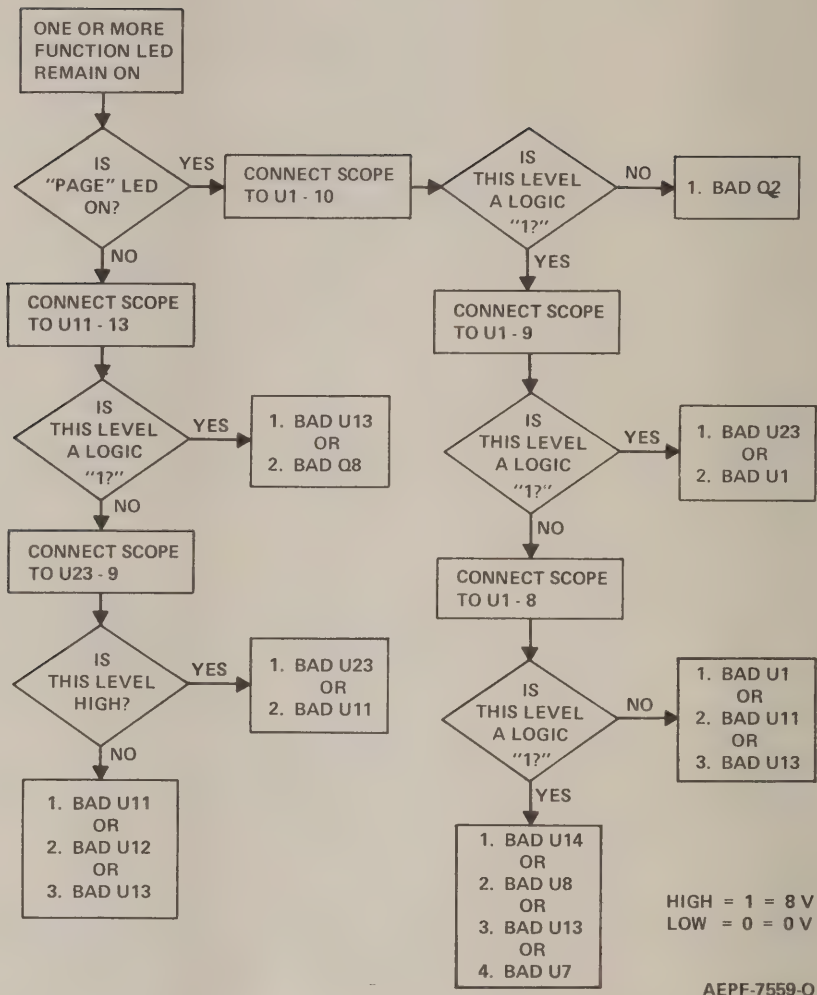 ONE OR MORE
FUNCTION LED
REMAIN ON
IS
"PAGE" LED
ON?
YES
CONNECT SCOPE
TO U1 - 10
IS
THIS LEVEL
A LOGIC
"1?"
NO
1. BAD Q2
NO
YES
CONNECT SCOPE
TO U11 - 13
CONNECT SCOPE
TO U1 - 9
IS
THIS LEVEL
A LOGIC
"1?"
YES
1. BAD U13
OR
2. BAD Q8
IS
THIS LEVEL
A LOGIC
"1?"
YES
1. BAD U23
OR
2. BAD U1
NO
NO
CONNECT SCOPE
TO U23 - 9
CONNECT SCOPE
TO U1 - 8
IS
THIS LEVEL
HIGH?
YES
1. BAD U23
OR
2. BAD U11
IS
THIS LEVEL
A LOGIC
"1?"
NO
1. BAD U1
OR
2. BAD U11
OR
3. BAD U13
NO
YES
1. BAD U11
OR
2. BAD U12
OR
3. BAD U13
1. BAD U14
OR
2. BAD U8
OR
3. BAD U13
OR
4. BAD U7
HIGH = 1 = 8 V
LOW = 0 = 0 V
AEPF-7559-O